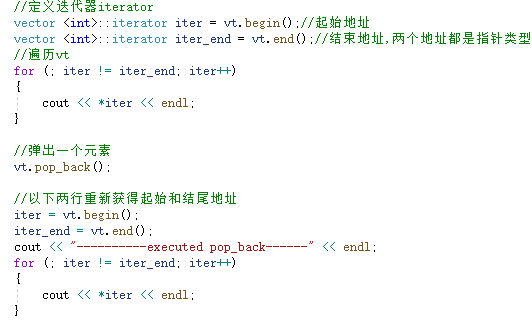 //定义迭代器iterator
vector <int>::iterator iter = vt.begin();//起始地址
vector <int>::iterator iter_end = vt.end();//结束地址,两个地址都是指针类型
//遍历vt
for (; iter != iter_end; iter++)
{
cout << *iter << endl;
}
//弹出一个元素
vt.pop_back();
//以下两行重新获得起始和结尾地址
iter = vt.begin();
iter_end = vt.end();
cout << "----------executed pop_back------" << endl;
for (; iter != iter_end; iter++)
{
cout << *iter << endl;
}